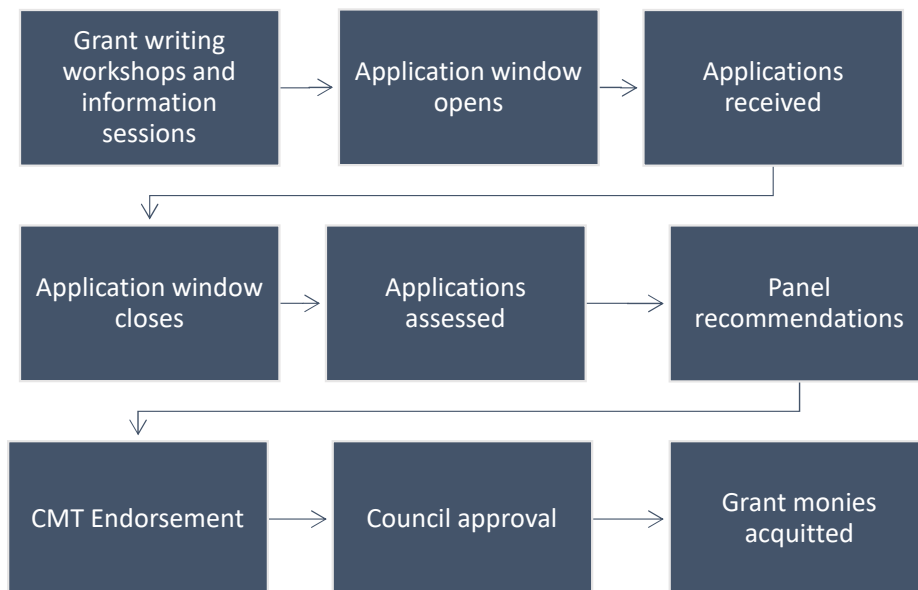 Grant writing
workshops and
information
sessions
Application window
opens
Applications
received
Application window
closes
Applications
assessed
Panel
recommendations
CMT Endorsement
Council approval
Grant monies
acquitted